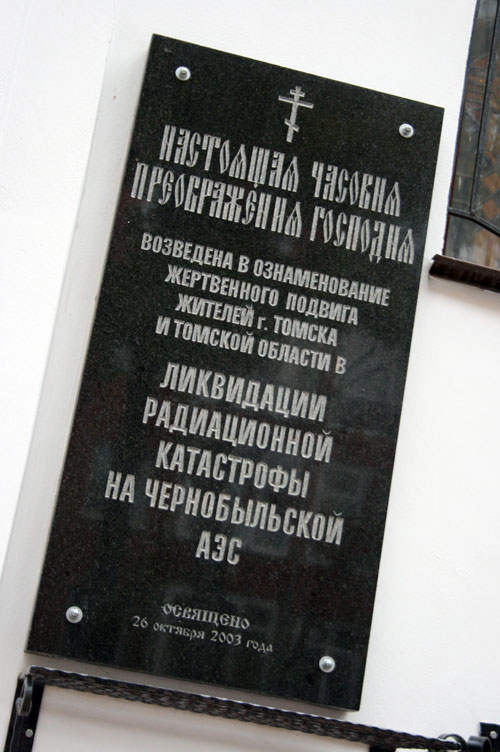 НАСТОЯЩАЯ ЧАСОВНЯ
ПРЕОБРАЖЕНИЯ ГОСПОДНЯ
ВОЗВЕДЕНА В ОЗНАМЕНОВАНИЕ
ЖЕРТВЕННОГО ПОДВИГА
ЖИТЕЛЕЙ г. ТОМСКА
И ТОМСКОЙ ОБЛАСТИ В
ЛИКВИДАЦИИ
РАДИАЦИОННОЙ
КАТАСТРОФЫ
НА ЧЕРНОБЫЛЬСКОЙ
АЭС
ОСВЯЩЕНО
26 октября 2003 года